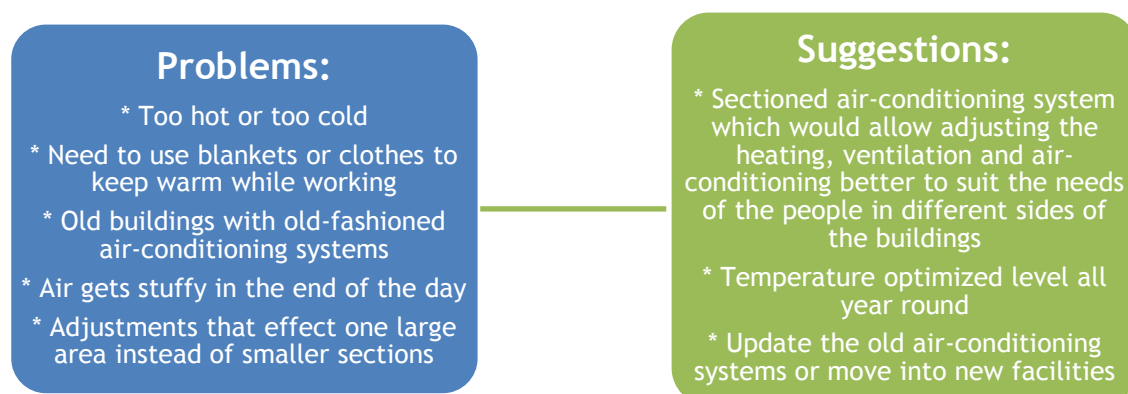 Problems:
* Too hot or too cold
* Need to use blankets or clothes to
keep warm while working
* Old buildings with old-fashioned
air-conditioning systems
* Air gets stuffy in the end of the day
* Adjustments that effect one large
area instead of smaller sections
Suggestions:
* Sectioned air-conditioning system
which would allow adjusting the
heating, ventilation and air-
conditioning better to suit the needs
of the people in different sides of
the buildings
* Temperature optimized level all
year round
* Update the old air-conditioning
systems or move into new facilities